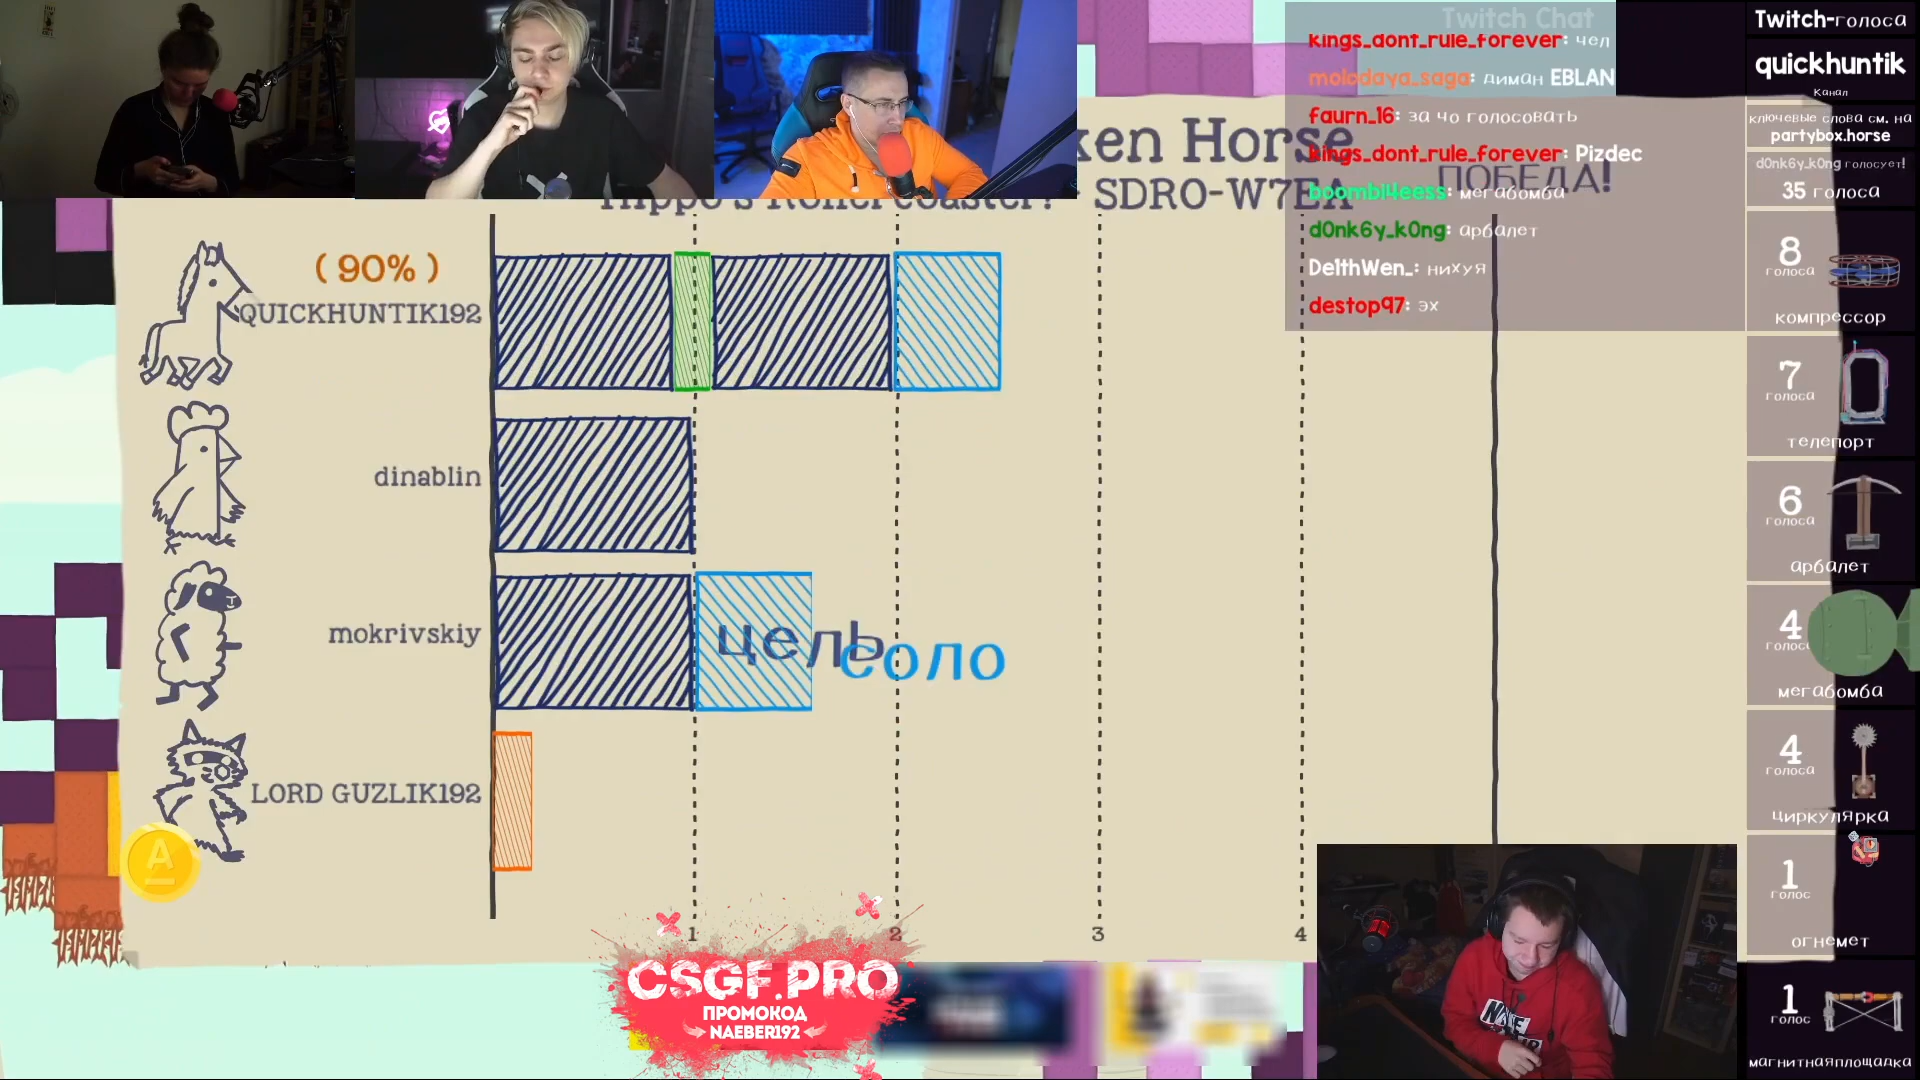 Twitch Chat
kings_dont_rule_forever: чел
molodaya_saga: диман EBLAN
faurn_16: за чо голосовать
kings_dont_rule_forever: Pizdec
boombl4eess: мегабомба
d0nk6y_k0ng: арбалет
De1thWen_: нихуя
destop97: эх
ken Horse
SDRO-W7EA
ПОБЕДА!
(90%)
QUICKHUNTIK192
dinablin
mokrivskiy
цель
соло
LORD GUZLIK192
1
2
3
4
CSGF.PRO
ПРОМОКОД
NAEBER192
Twitch-голоса
quickhuntik
Канал
ключевые слова см. на
partybox.horse
d0nk6y_k0ng голосует!
35 голоса
8
голоса
компрессор
7
голоса
телепорт
6
голоса
арбалет
4
голоса
мегабомба
4
голоса
циркулярка
1
голос
огнемет
1
голос
магнитнаяплощадка